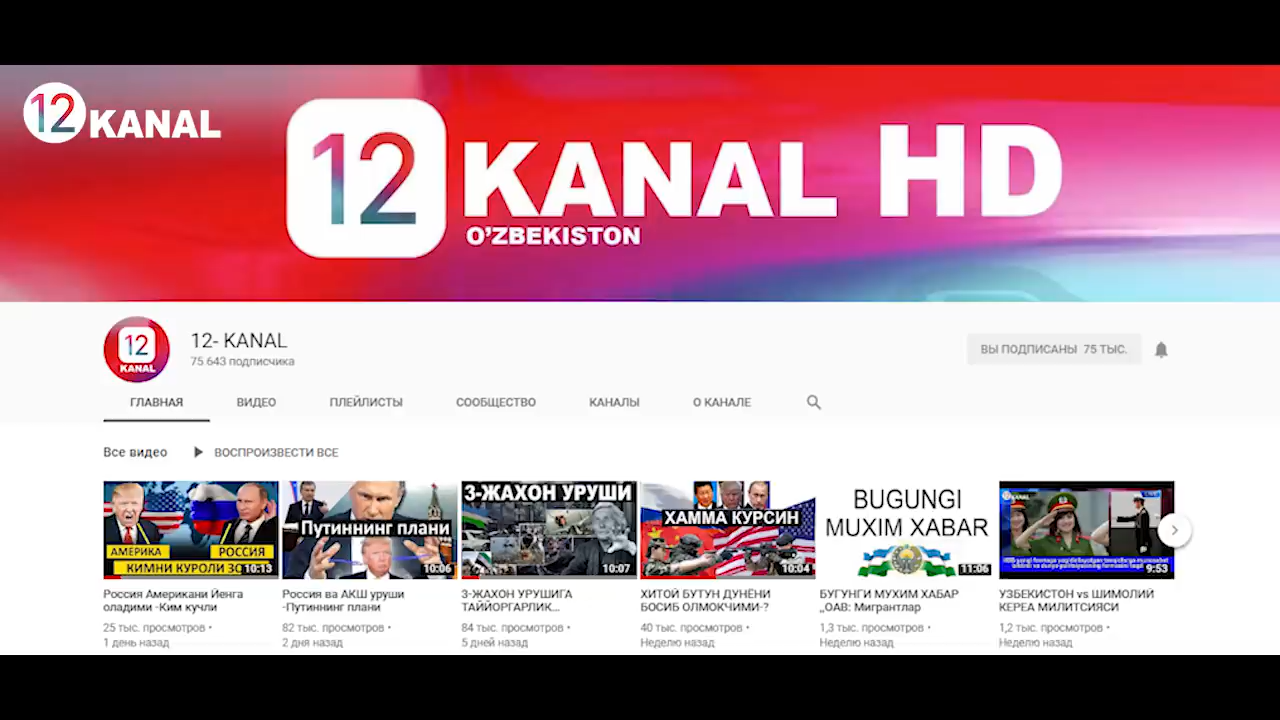 12 KANAL
12 KANAL HD
O'ZBEKISTON
12 KANAL
12- KANAL
75 643 подписчика
ВЫ ПОДПИСАНЫ 75 ТЫС.
ГЛАВНАЯ ВИДЕО ПЛЕЙЛИСТЫ СООБЩЕСТВО КАНАЛЫ О КАНАЛЕ
Все видео ВОСПРОИЗВЕСТИ ВСЕ
АМЕРИКА РОССИЯ
КИМНИ КУРОЛИ 10:13
Россия Американи Йенга
оладими -Ким кучли
25 тыс. просмотров •
1 день назад
Путиннинг плани
10:06
Россия ва АКШ уруши
-Путиннинг плани
82 тыс. просмотров •
2 дня назад
3-ЖАХОН УРУШИ
10:07
3-ЖАХОН УРУШИГА
ТАЙЙОРГАРЛИК...
84 тыс. просмотров •
5 дней назад
ХАММА КУРСИН
10:04
ХИТОЙ БУТУН ДУНЁНИ
БОСИБ ОЛМОКЧИМИ-?
40 тыс. просмотров •
Неделю назад
BUGUNGI
MUXIM XABAR
11:06
БУГУНГИ МУХИМ ХАБАР
,,ОАВ: Мигрантлар
1,3 тыс. просмотров •
Неделю назад
KANAL
9:53
УЗБЕКИСТОН vs ШИМОЛИЙ
КЕРЕА МИЛИТСИЯСИ
1,2 тыс. просмотров •
Неделю назад